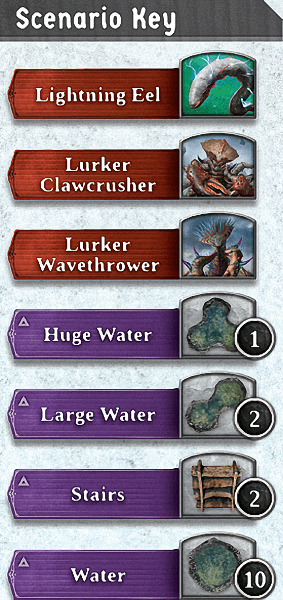 Scenario Key
Lightning Eel
Lurker
Clawcrusher
Lurker
Wavethrower
Huge Water
1
Large Water
2
Stairs
2
Water
10